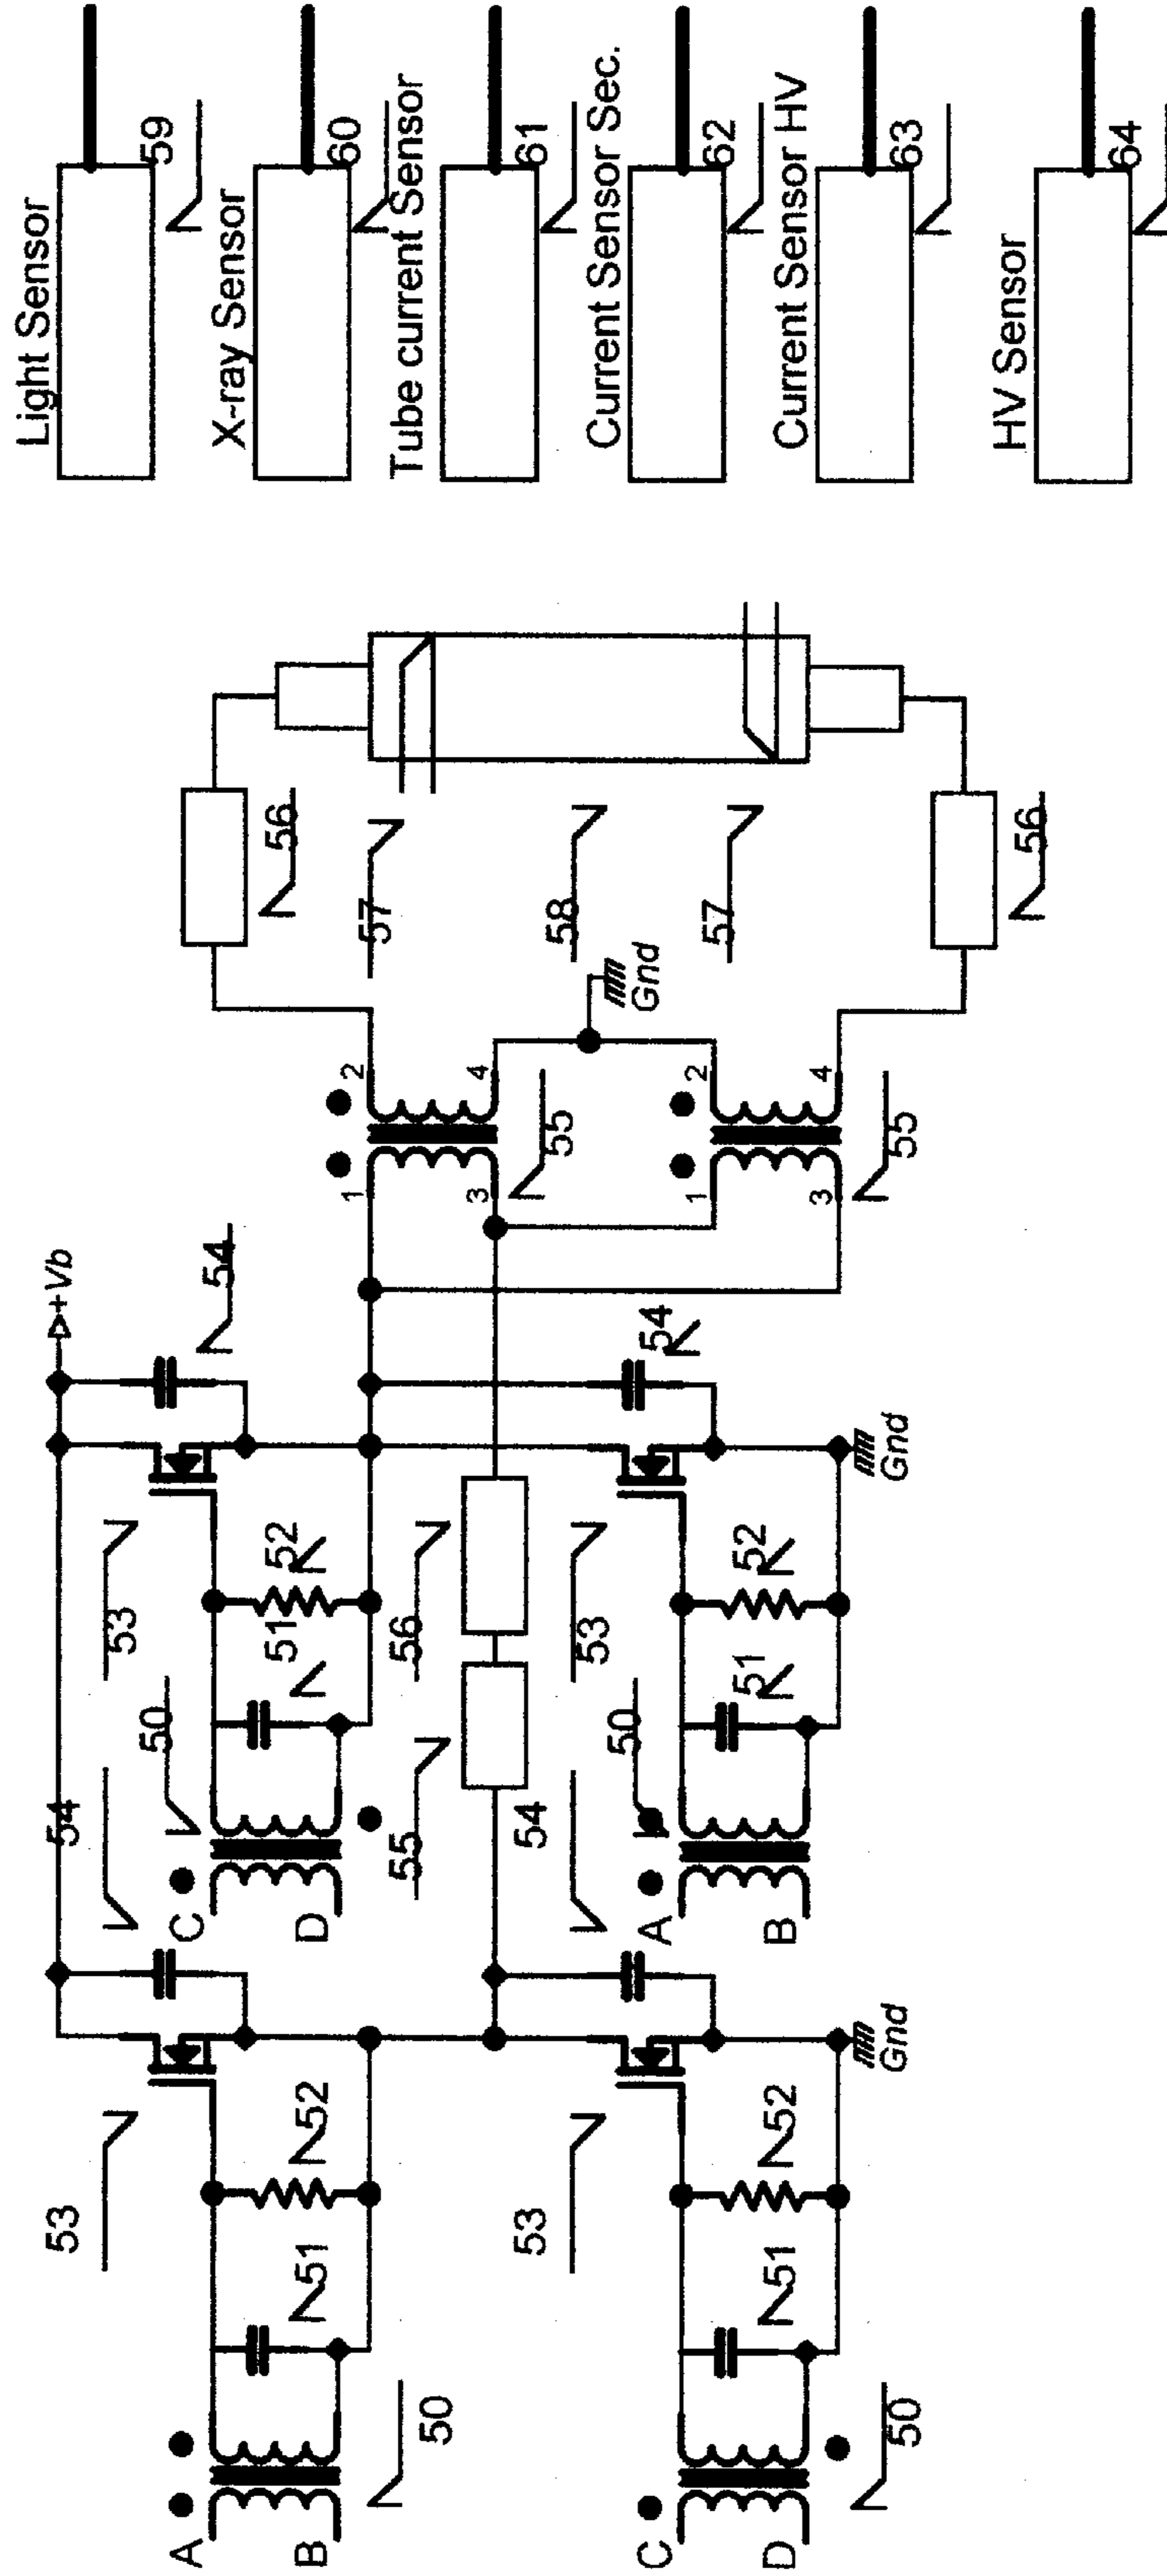 Light Sensor
53
54
+Vb
53
59
50
A
C
54
X-ray Sensor
51
52
56
B
51
52
D
60
1
2
57
55
56
Tube current Sensor
50
3
4
53
54
61
55
58
53
Current Sensor Sec.
50
Gnd
C
A
54
1
2
57
62
51
52
D
51
52
B
Current Sensor HV
3
4
Gnd
Gnd
50
55
63
HV Sensor
56
64